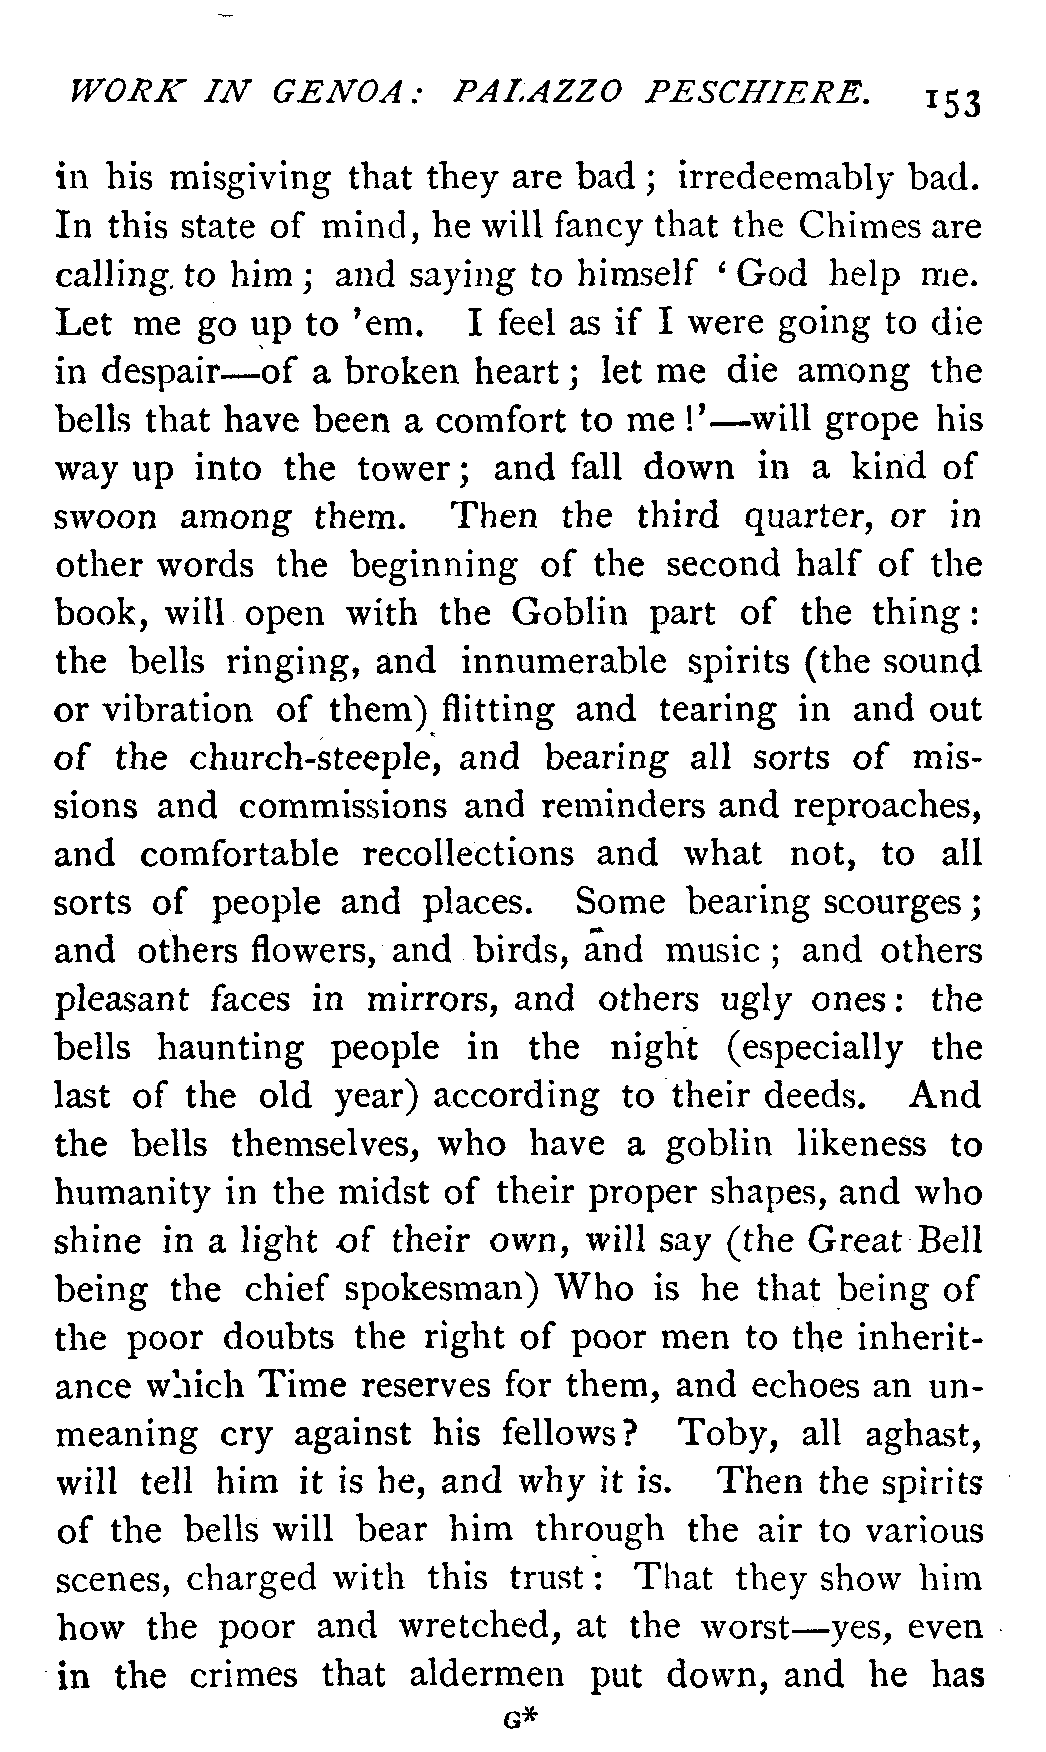 WORK IN GENOA: PALAZZO PESCHIERE. 153
in his misgiving that they are bad; irredeemably bad.
In this state of mind, he will fancy that the Chimes are
calling to him; and saying to himself ‘God help me.
Let me go up to ’em. I feel as if I were going to die
in despair—of a broken heart; let me die among the
bells that have been a comfort to me!’—will grope his
way up into the tower; and fall down in a kind of
swoon among them. Then the third quarter, or in
other words the beginning of the second half of the
book, will open with the Goblin part of the thing:
the bells ringing, and innumerable spirits (the sound
or vibration of them) flitting and tearing in and out
of the church-steeple, and bearing all sorts of mis-
sions and commissions and reminders and reproaches,
and comfortable recollections and what not, to all
sorts of people and places. Some bearing scourges;
and others flowers, and birds, and music; and others
pleasant faces in mirrors, and others ugly ones: the
bells haunting people in the night (especially the
last of the old year) according to their deeds. And
the bells themselves, who have a goblin likeness to
humanity in the midst of their proper shapes, and who
shine in a light of their own, will say (the Great Bell
being the chief spokesman) Who is he that being of
the poor doubts the right of poor men to the inherit-
ance which Time reserves for them, and echoes an un-
meaning cry against his fellows? Toby, all aghast,
will tell him it is he, and why it is. Then the spirits
of the bells will bear him through the air to various
scenes, charged with this trust: That they show him
how the poor and wretched, at the worst—yes, even
in the crimes that aldermen put down, and he has
G*